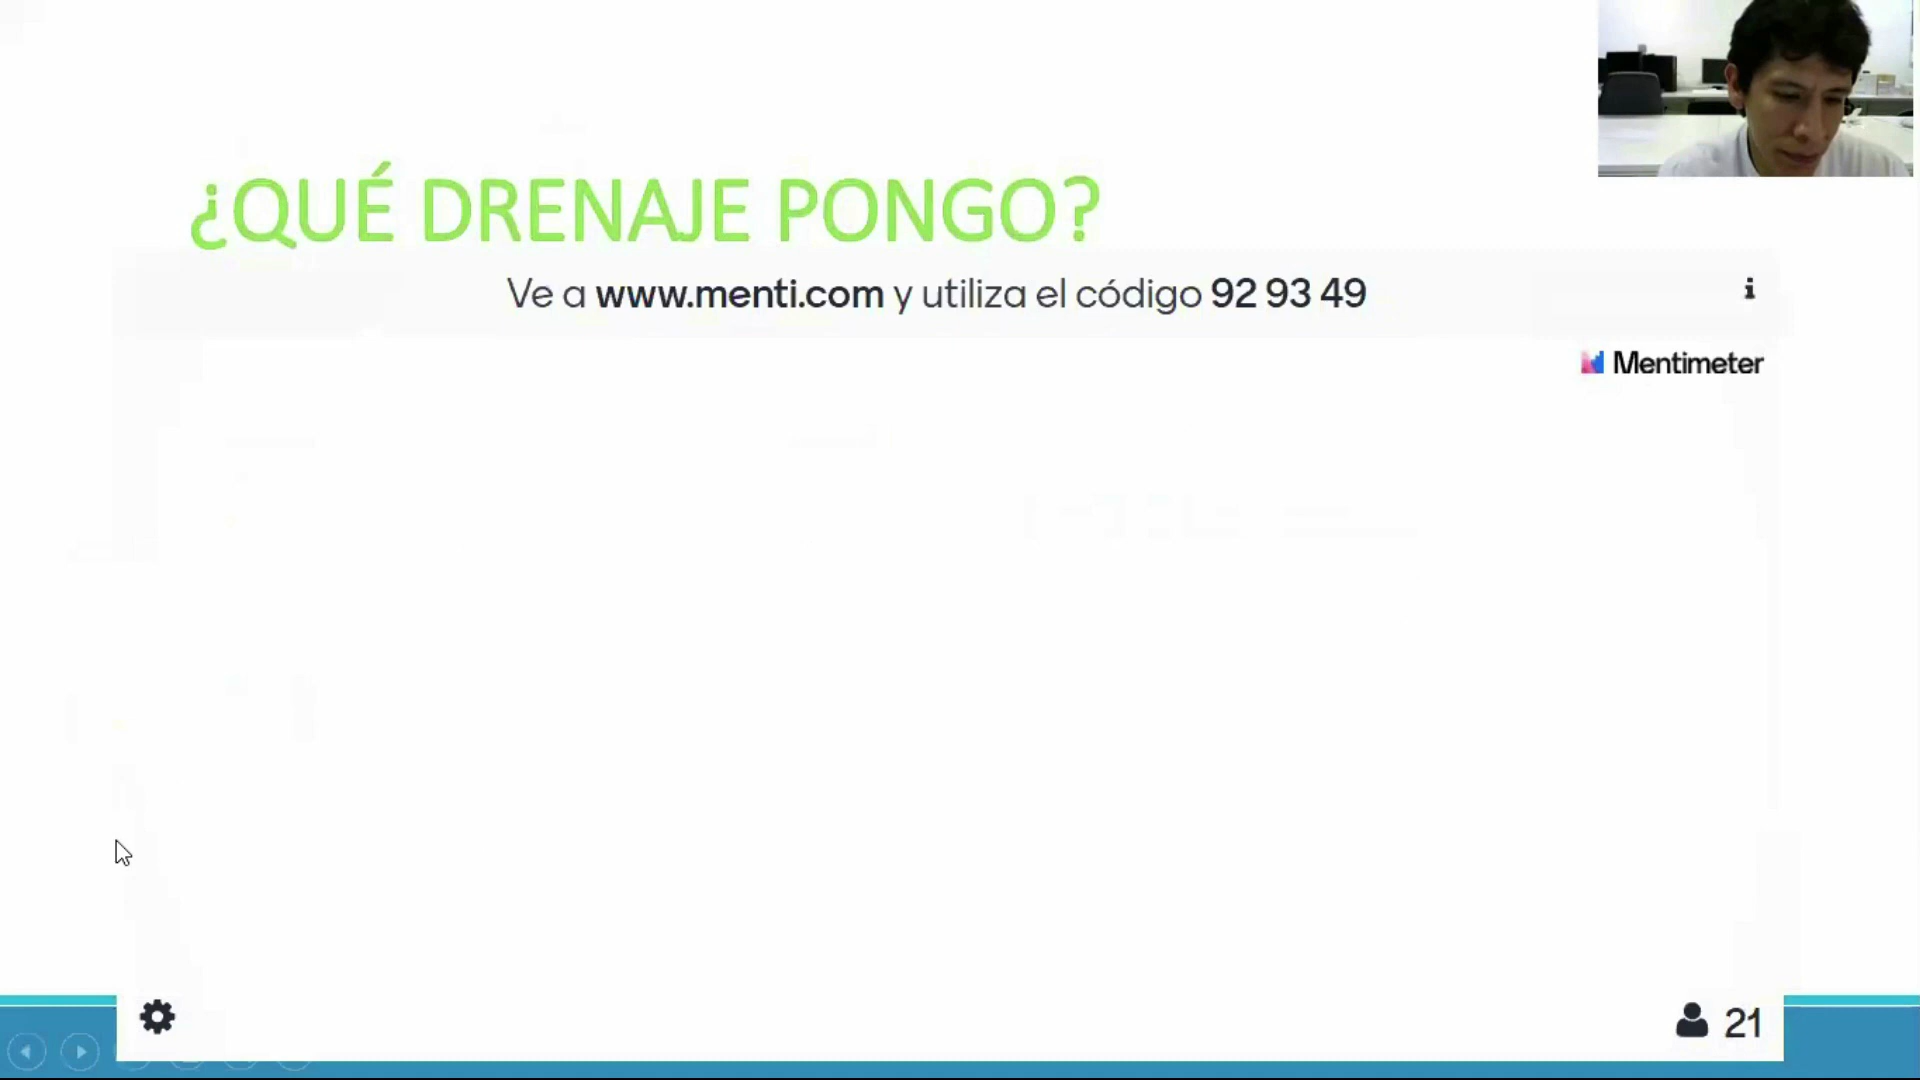 ¿QUÉ DRENAJE PONGO?
Ve a www.menti.com y utiliza el código 92 93 49
Mentimeter
21